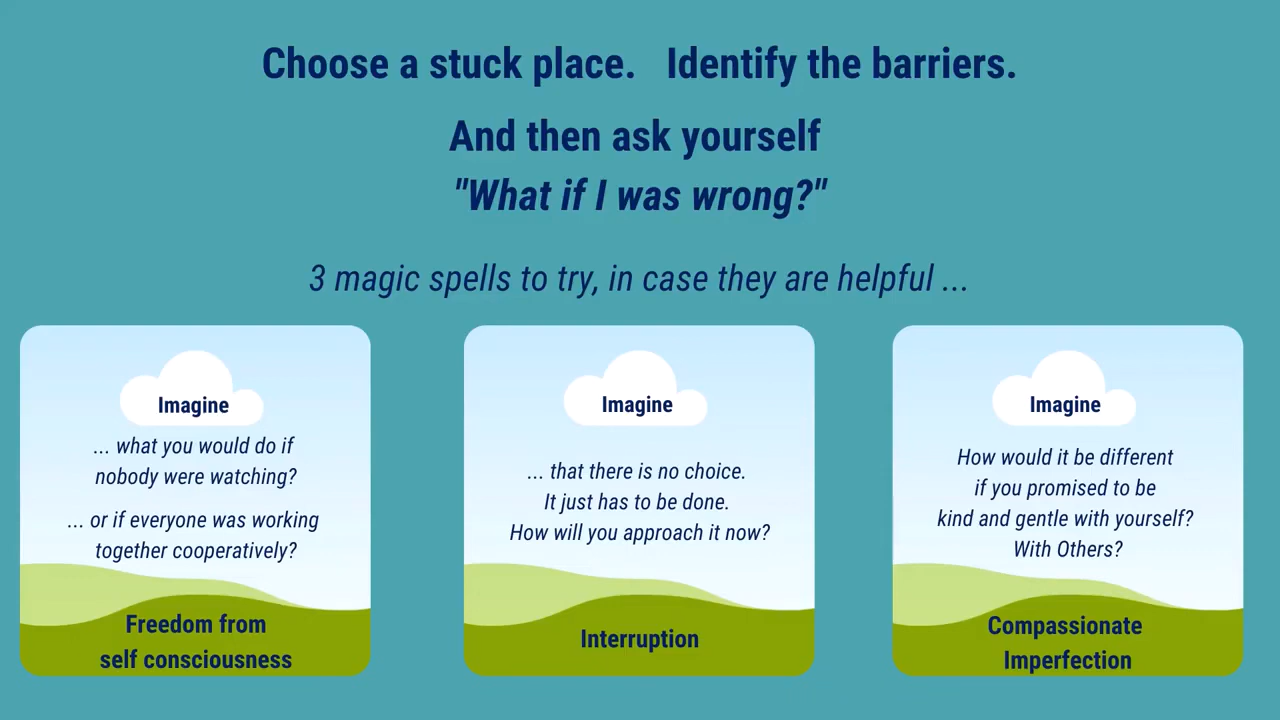 Choose a stuck place.   Identify the barriers.
And then ask yourself
"What if I was wrong?"
3 magic spells to try, in case they are helpful ...
Imagine
... what you would do if
nobody were watching?
... or if everyone was working
together cooperatively?
Freedom from
self consciousness
Imagine
... that there is no choice.
It just has to be done.
How will you approach it now?
Interruption
Imagine
How would it be different
if you promised to be
kind and gentle with yourself?
With Others?
Compassionate
Imperfection